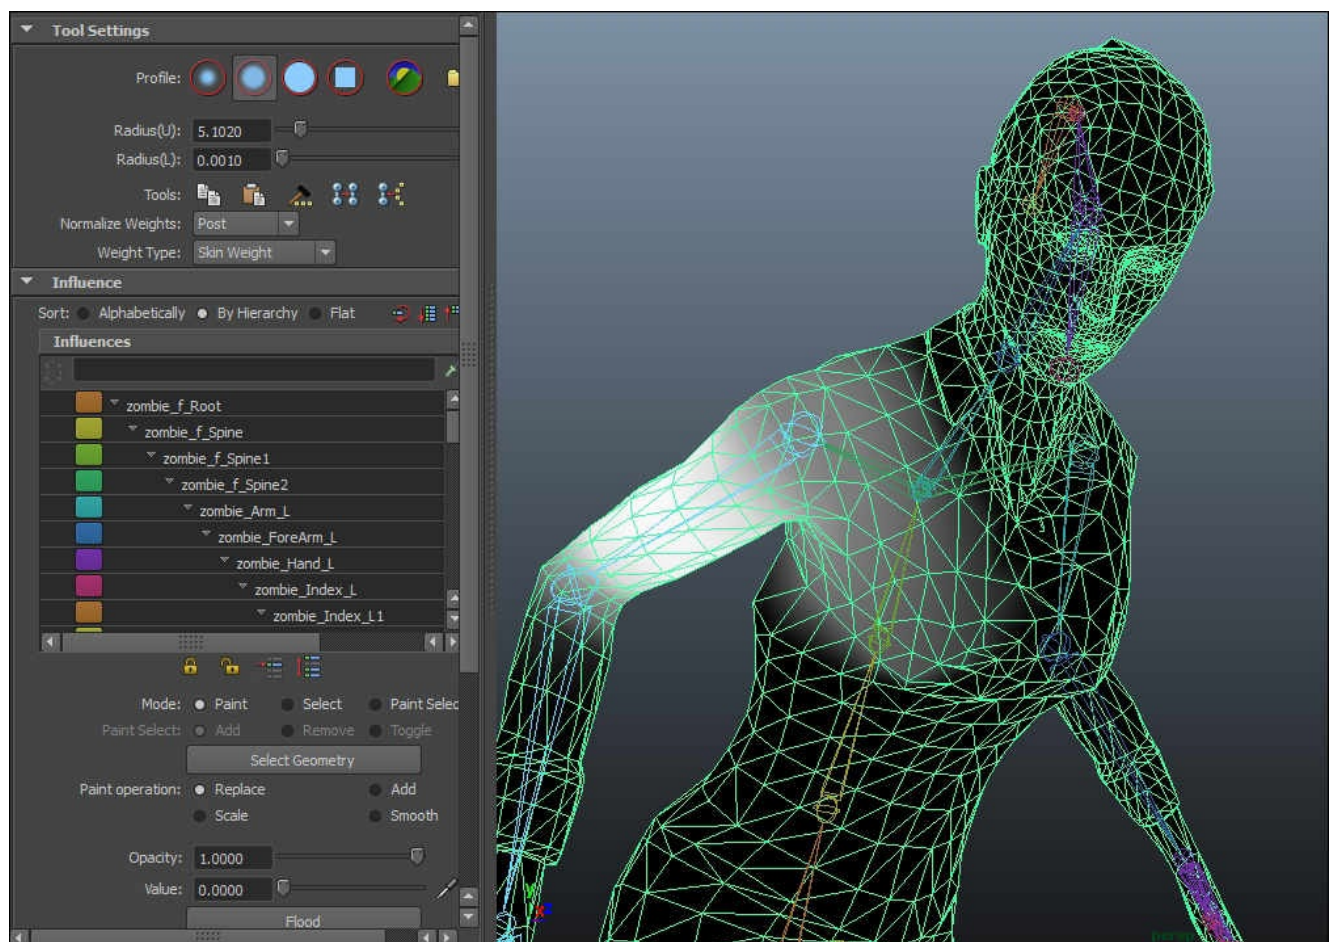 Tool Settings
Profile:
Radius(U): 5.1020
Radius(L): 0.0010
Tools:
Normalize Weights: Post
Weight Type: Skin Weight
Influence
Sort: Alphabetically By Hierarchy Flat
Influences
zombie_f_Root
zombie_f_Spine
zombie_f_Spine1
zombie_f_Spine2
zombie_Arm_L
zombie_ForeArm_L
zombie_Hand_L
zombie_Index_L
zombie_Index_L1
Mode: Paint Select Paint Selec
Paint Select: Add Remove Toggle
Select Geometry
Paint operation: Replace Add
Scale Smooth
Opacity: 1.0000
Value: 0.0000
Flood
y
x
z
persp